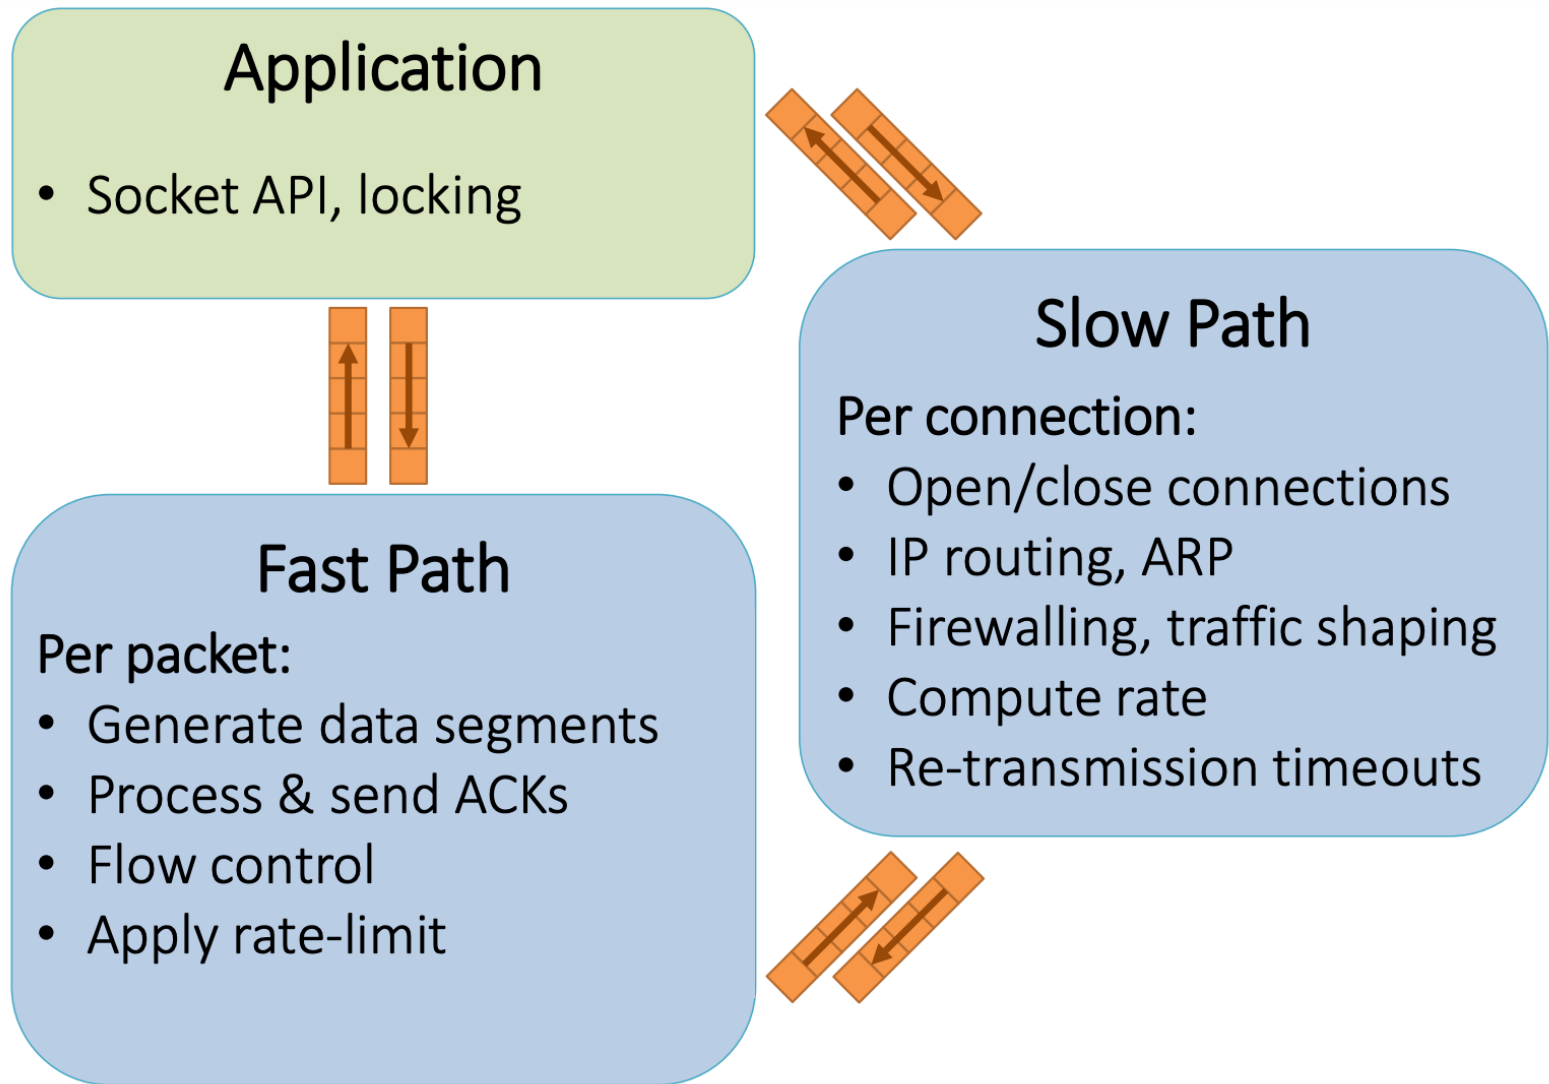 Application
• Socket API, locking
Slow Path
Per connection:
• Open/close connections
• IP routing, ARP
• Firewalling, traffic shaping
• Compute rate
• Re-transmission timeouts
Fast Path
Per packet:
• Generate data segments
• Process & send ACKs
• Flow control
• Apply rate-limit